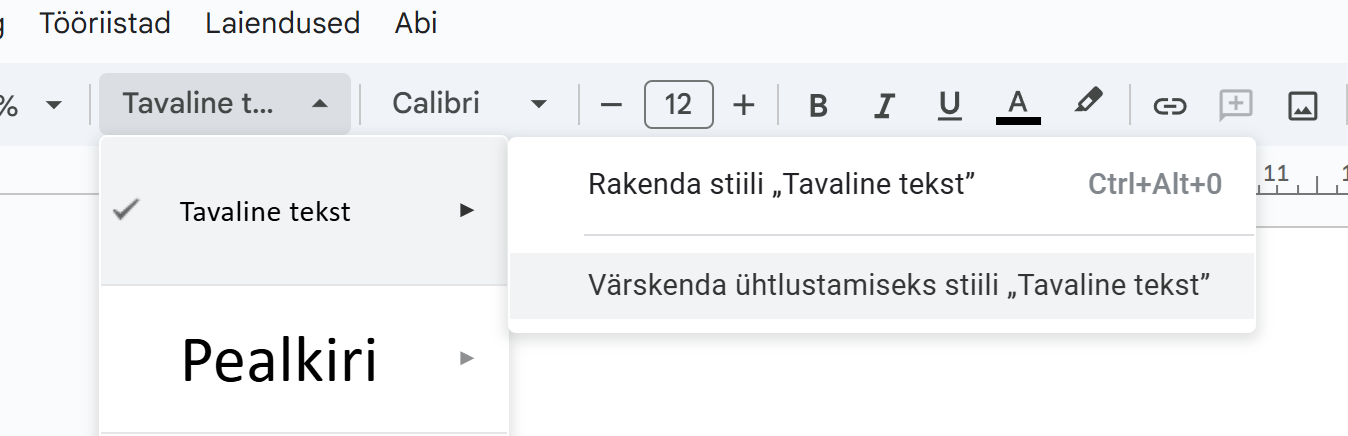 Tööriistad Laiendused Abi
% Tavaline t... Calibri 12 B I U A
11
Tavaline tekst
Rakenda stiili „Tavaline tekst” Ctrl+Alt+0
Värskenda ühtlustamiseks stiili „Tavaline tekst”
Pealkiri